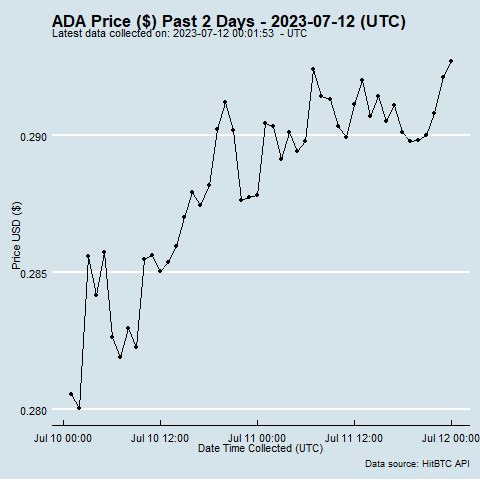 ADA Price ($) Past 2 Days - 2023-07-12 (UTC)
Latest data collected on: 2023-07-12 00:01:53 - UTC
0.290
0.285
0.280
Price USD ($)
Jul 10 00:00 Jul 10 12:00 Jul 11 00:00 Jul 11 12:00 Jul 12 00:00
Date Time Collected (UTC)
Data source: HitBTC API